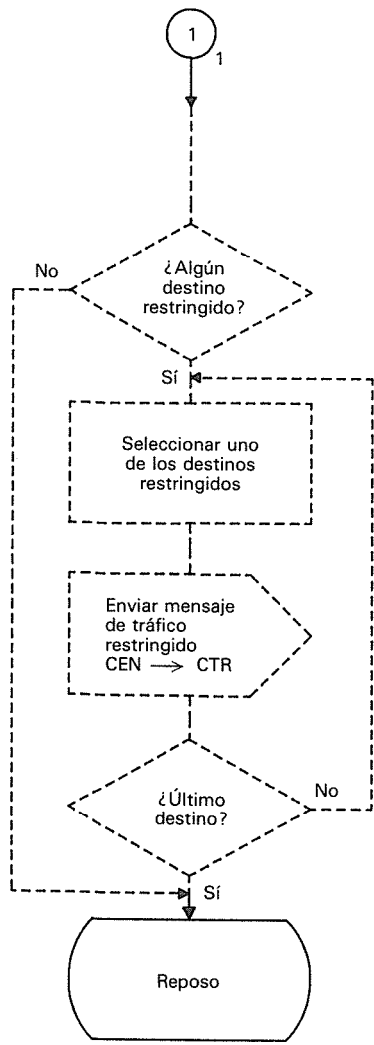 1
1
No
¿Algún
destino
restringido?
Sí
Seleccionar uno
de los destinos
restringidos
Enviar mensaje
de tráfico
restringido
CEN → CTR
¿Último
destino?
No
Sí
Reposo